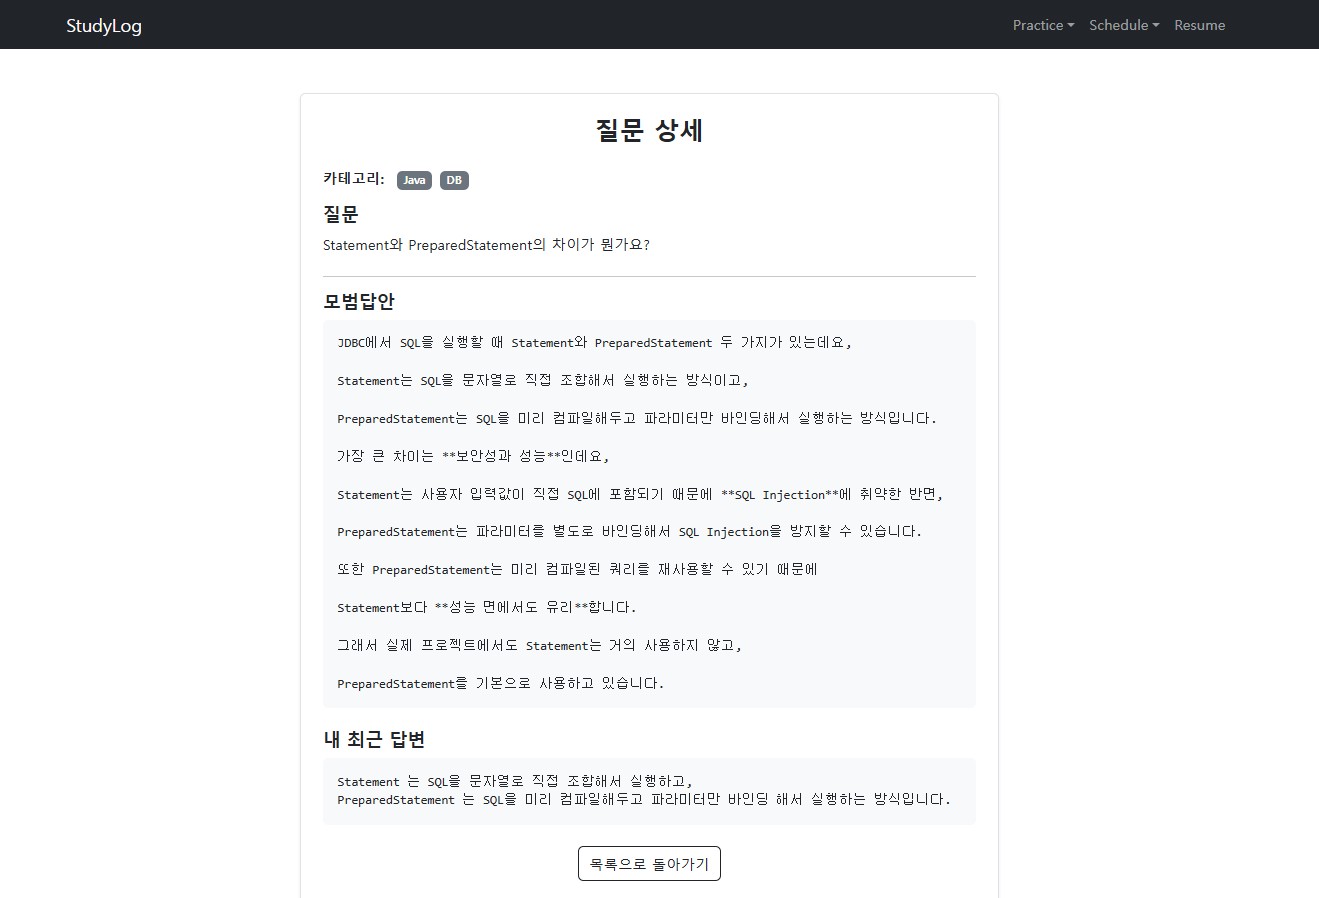 StudyLog
Practice Schedule Resume
질문 상세
카테고리: Java DB
질문
Statement와 PreparedStatement의 차이가 뭔가요?
모범답안
JDBC에서 SQL을 실행할 때 Statement와 PreparedStatement 두 가지가 있는데요,
Statement는 SQL을 문자열로 직접 조합해서 실행하는 방식이고,
PreparedStatement는 SQL을 미리 컴파일해두고 파라미터만 바인딩해서 실행하는 방식입니다.
가장 큰 차이는 **보안성과 성능**인데요,
Statement는 사용자 입력값이 직접 SQL에 포함되기 때문에 **SQL Injection**에 취약한 반면,
PreparedStatement는 파라미터를 별도로 바인딩해서 SQL Injection을 방지할 수 있습니다.
또한 PreparedStatement는 미리 컴파일된 쿼리를 재사용할 수 있기 때문에
Statement보다 **성능 면에서도 유리**합니다.
그래서 실제 프로젝트에서도 Statement는 거의 사용하지 않고,
PreparedStatement를 기본으로 사용하고 있습니다.
내 최근 답변
Statement 는 SQL을 문자열로 직접 조합해서 실행하고,
PreparedStatement 는 SQL을 미리 컴파일해두고 파라미터만 바인딩 해서 실행하는 방식입니다.
목록으로 돌아가기